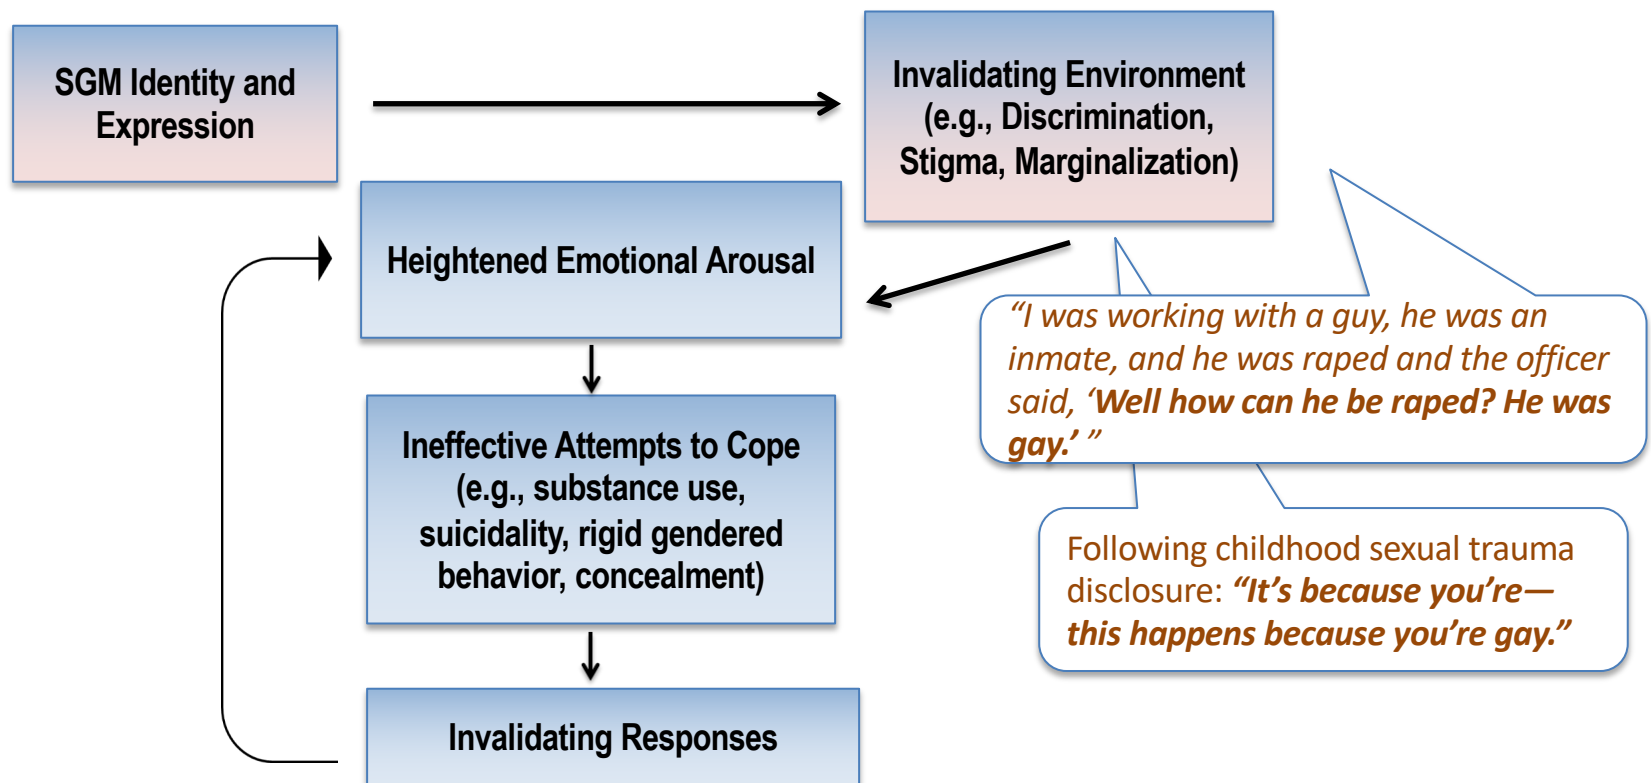 SGM Identity and
Expression
Invalidating Environment
(e.g., Discrimination,
Stigma, Marginalization)
Heightened Emotional Arousal
“I was working with a guy, he was an
inmate, and he was raped and the officer
said, ‘Well how can he be raped? He was
gay.’ ”
Ineffective Attempts to Cope
(e.g., substance use,
suicidality, rigid gendered
behavior, concealment)
Following childhood sexual trauma
disclosure: “It’s because you’re—
this happens because you’re gay.”
Invalidating Responses